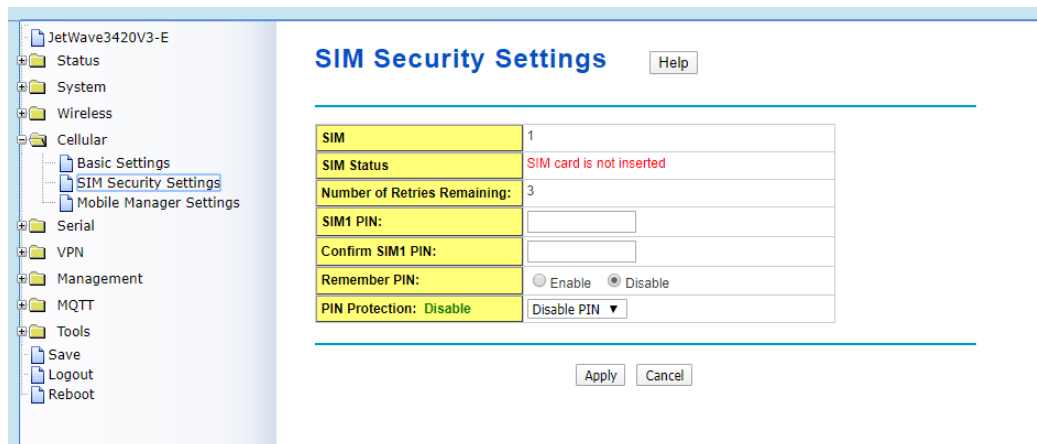 JetWave3420V3-E
Status
System
Wireless
Cellular
Basic Settings
SIM Security Settings
Mobile Manager Settings
Serial
VPN
Management
MQTT
Tools
Save
Logout
Reboot
SIM Security Settings Help
SIM 1
SIM Status SIM card is not inserted
Number of Retries Remaining: 3
SIM1 PIN:
Confirm SIM1 PIN:
Remember PIN: Enable Disable
PIN Protection: Disable Disable PIN ▼
Apply Cancel